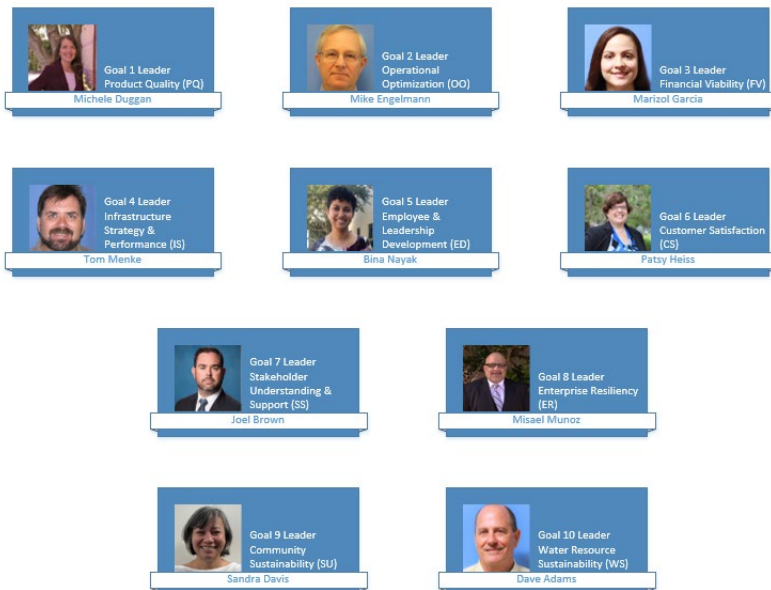 Goal 1 Leader
Product Quality (PQ)
Michele Duggan
Goal 2 Leader
Operational
Optimization (OO)
Mike Engelmann
Goal 3 Leader
Financial Viability (FV)
Marizol Garcia
Goal 4 Leader
Infrastructure
Strategy &
Performance (IS)
Tom Menke
Goal 5 Leader
Employee &
Leadership
Development (ED)
Bina Nayak
Goal 6 Leader
Customer Satisfaction
(CS)
Patsy Heiss
Goal 7 Leader
Stakeholder
Understanding &
Support (SS)
Joel Brown
Goal 8 Leader
Enterprise Resiliency
(ER)
Misael Munoz
Goal 9 Leader
Community
Sustainability (SU)
Sandra Davis
Goal 10 Leader
Water Resource
Sustainability (WS)
Dave Adams